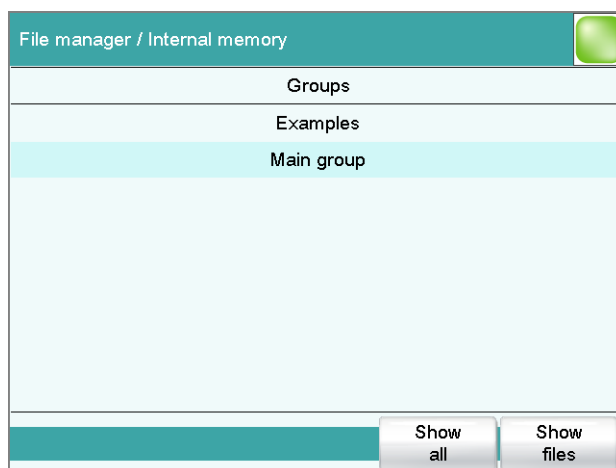 File manager / Internal memory
Groups
Examples
Main group
Show
all
Show
files